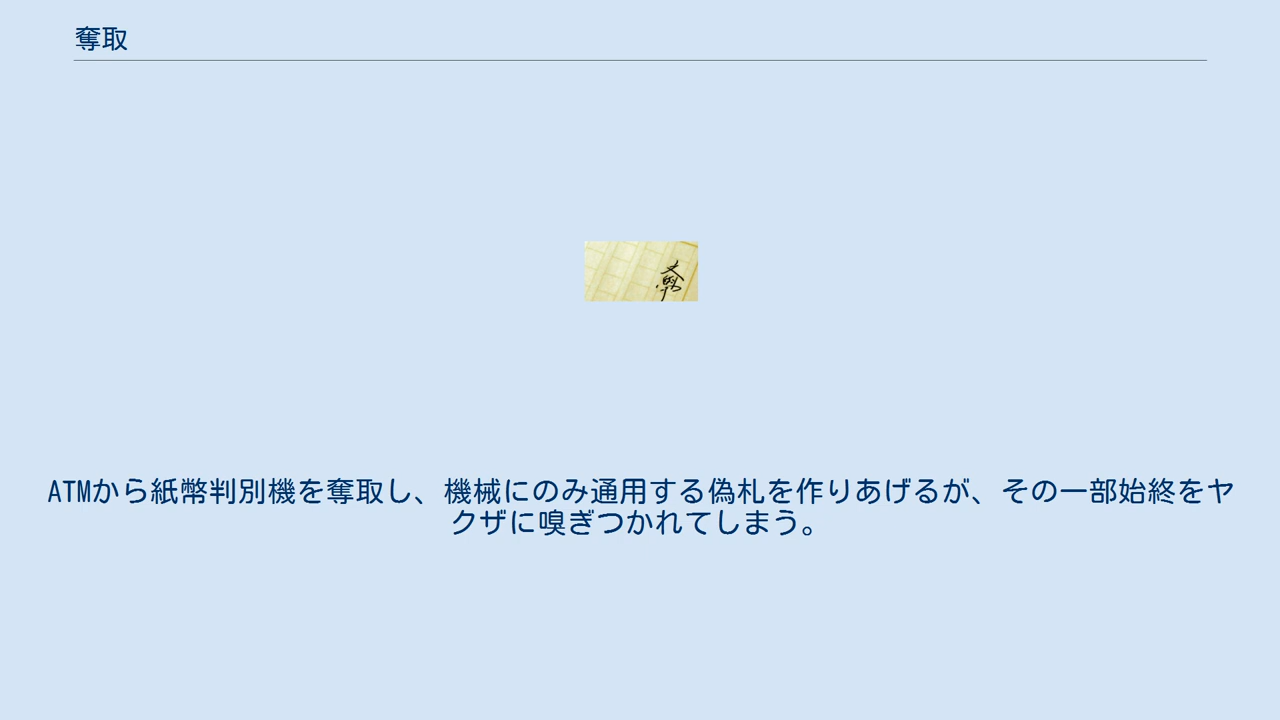 奪取
ATMから紙幣判別機を奪取し、機械にのみ通用する偽札を作りあげるが、その一部始終をヤ
クザに嗅ぎつかれてしまう。